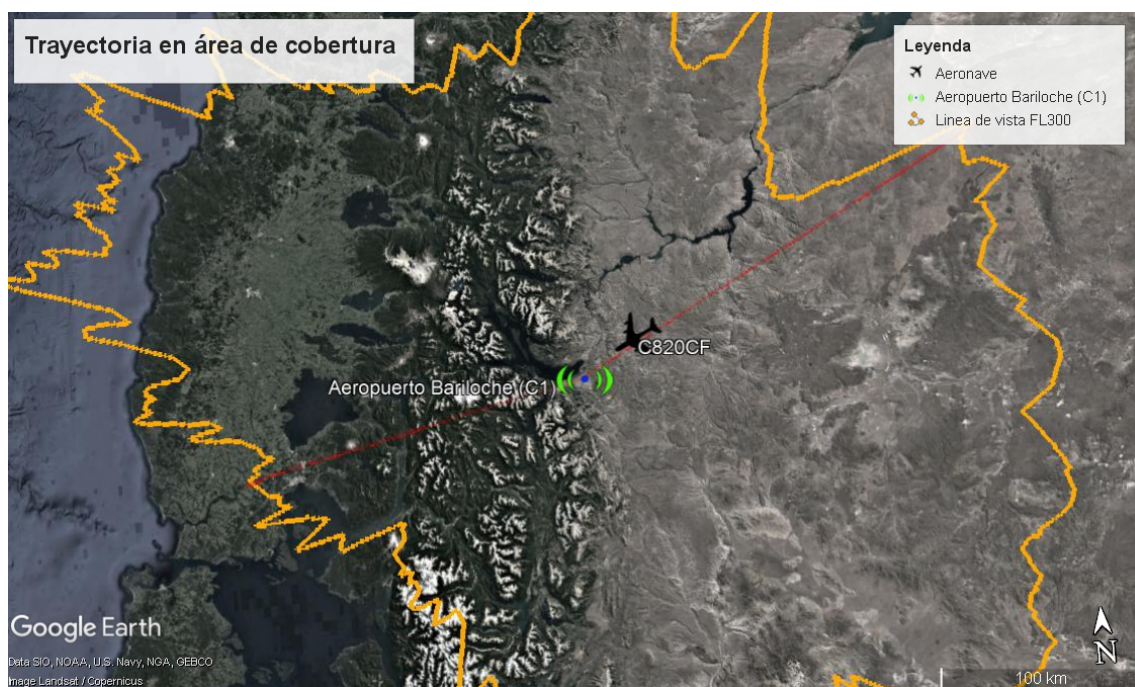 Trayectoria en área de cobertura
Leyenda
Aeronave
Aeropuerto Bariloche (C1)
Linea de vista FL300
C820CF
Aeropuerto Bariloche (C1)
Google Earth
Data SIO, NOAA, U.S. Navy, NGA, GEBCO
Image Landsat / Copernicus
N
100 km